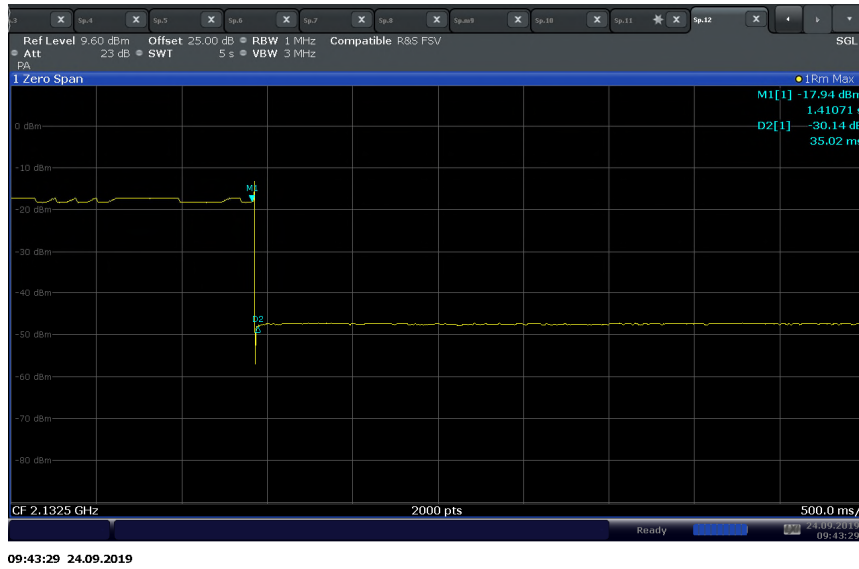 .3 Sp.4 Sp.5 Sp.6 Sp.7 Sp.8 Sp.aw9 Sp.10 Sp.11 Sp.12
Ref Level 9.60 dBm Offset 25.00 dB RBW 1 MHz Compatible R&S FSV SGL
Att 23 dB SWT 5 s VBW 3 MHz
PA
1 Zero Span 1Rm Max
M1[1] -17.94 dBm
1.41071 s
D2[1] -30.14 dB
35.02 ms
0 dBm
-10 dBm
M1
-20 dBm
-30 dBm
-40 dBm
D2
-50 dBm
-60 dBm
-70 dBm
-80 dBm
CF 2.1325 GHz 2000 pts 500.0 ms/
Ready 24.09.2019
09:43:29
09:43:29 24.09.2019